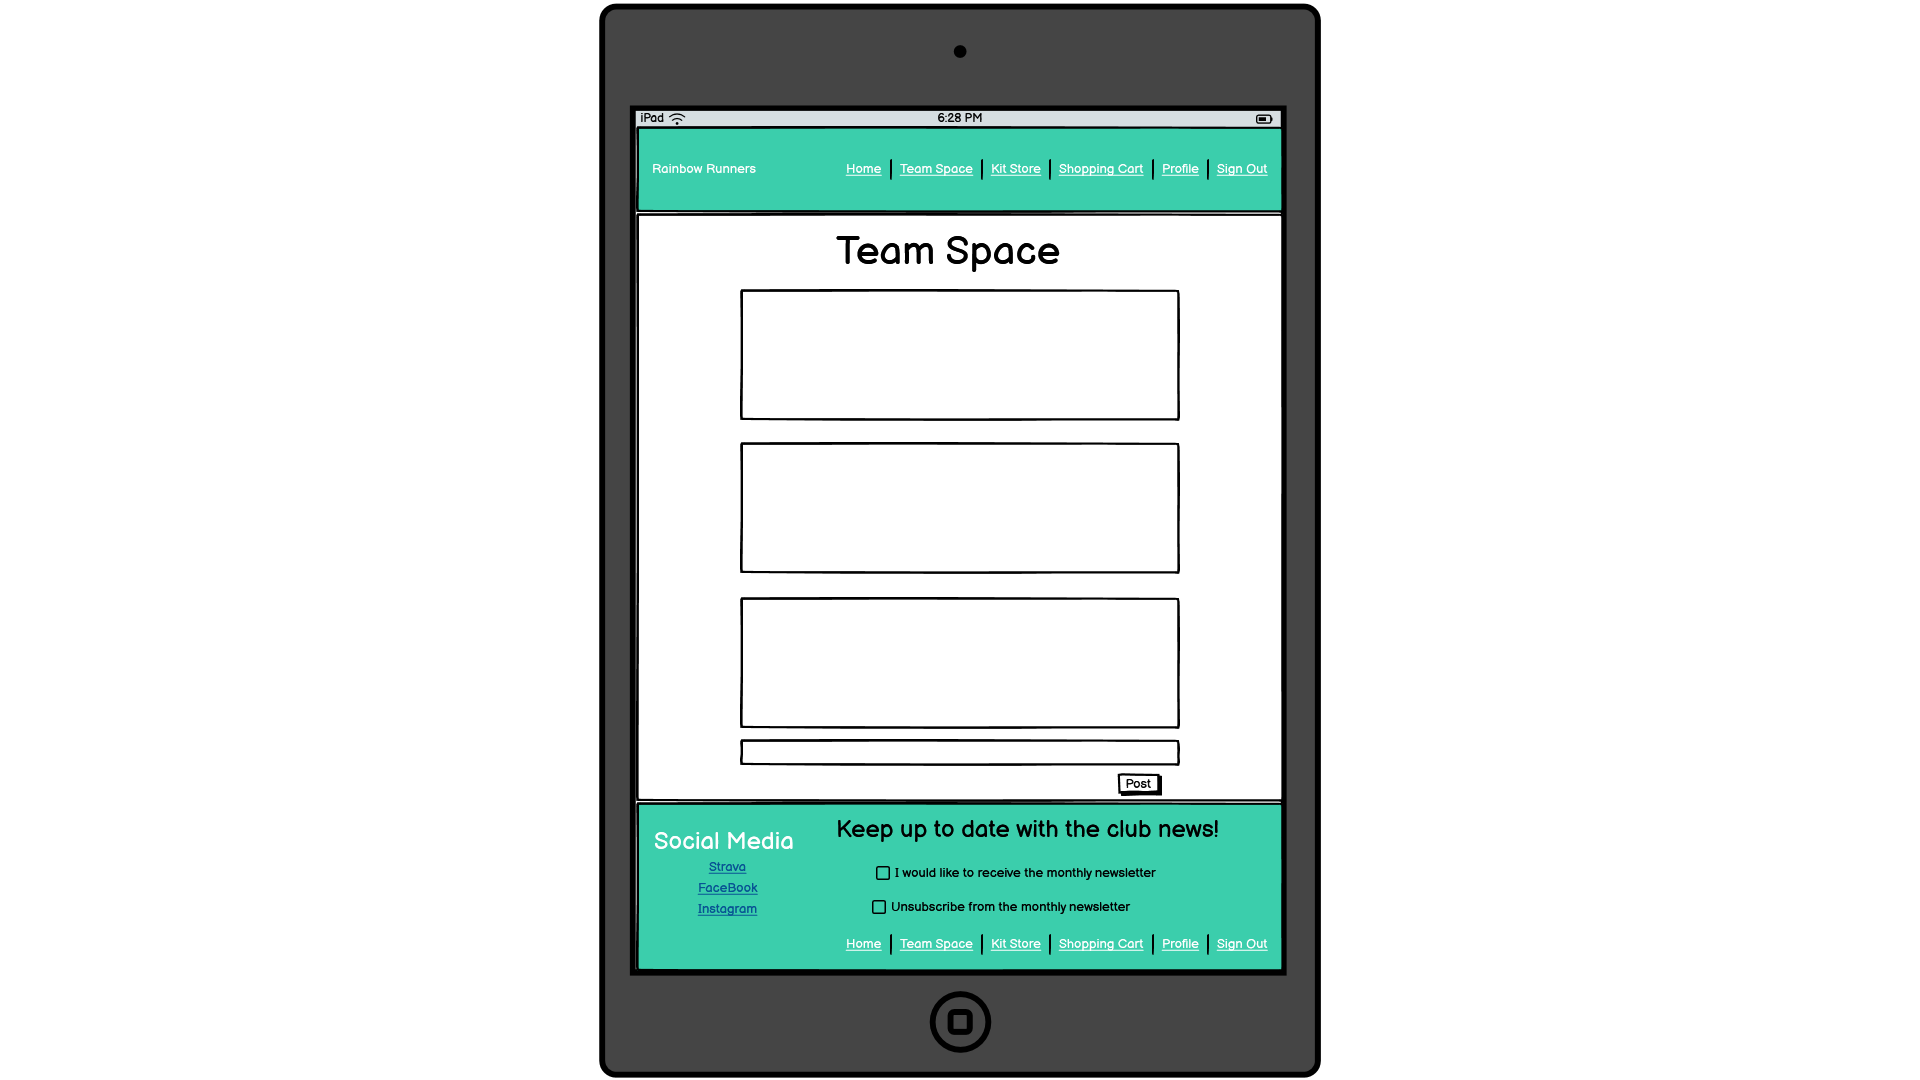 iPad 6:28 PM
Rainbow Runners Home Team Space Kit Store Shopping Cart Profile Sign Out
Team Space
Post
Social Media
Strava
FaceBook
Instagram
Keep up to date with the club news!
I would like to receive the monthly newsletter
Unsubscribe from the monthly newsletter
Home Team Space Kit Store Shopping Cart Profile Sign Out